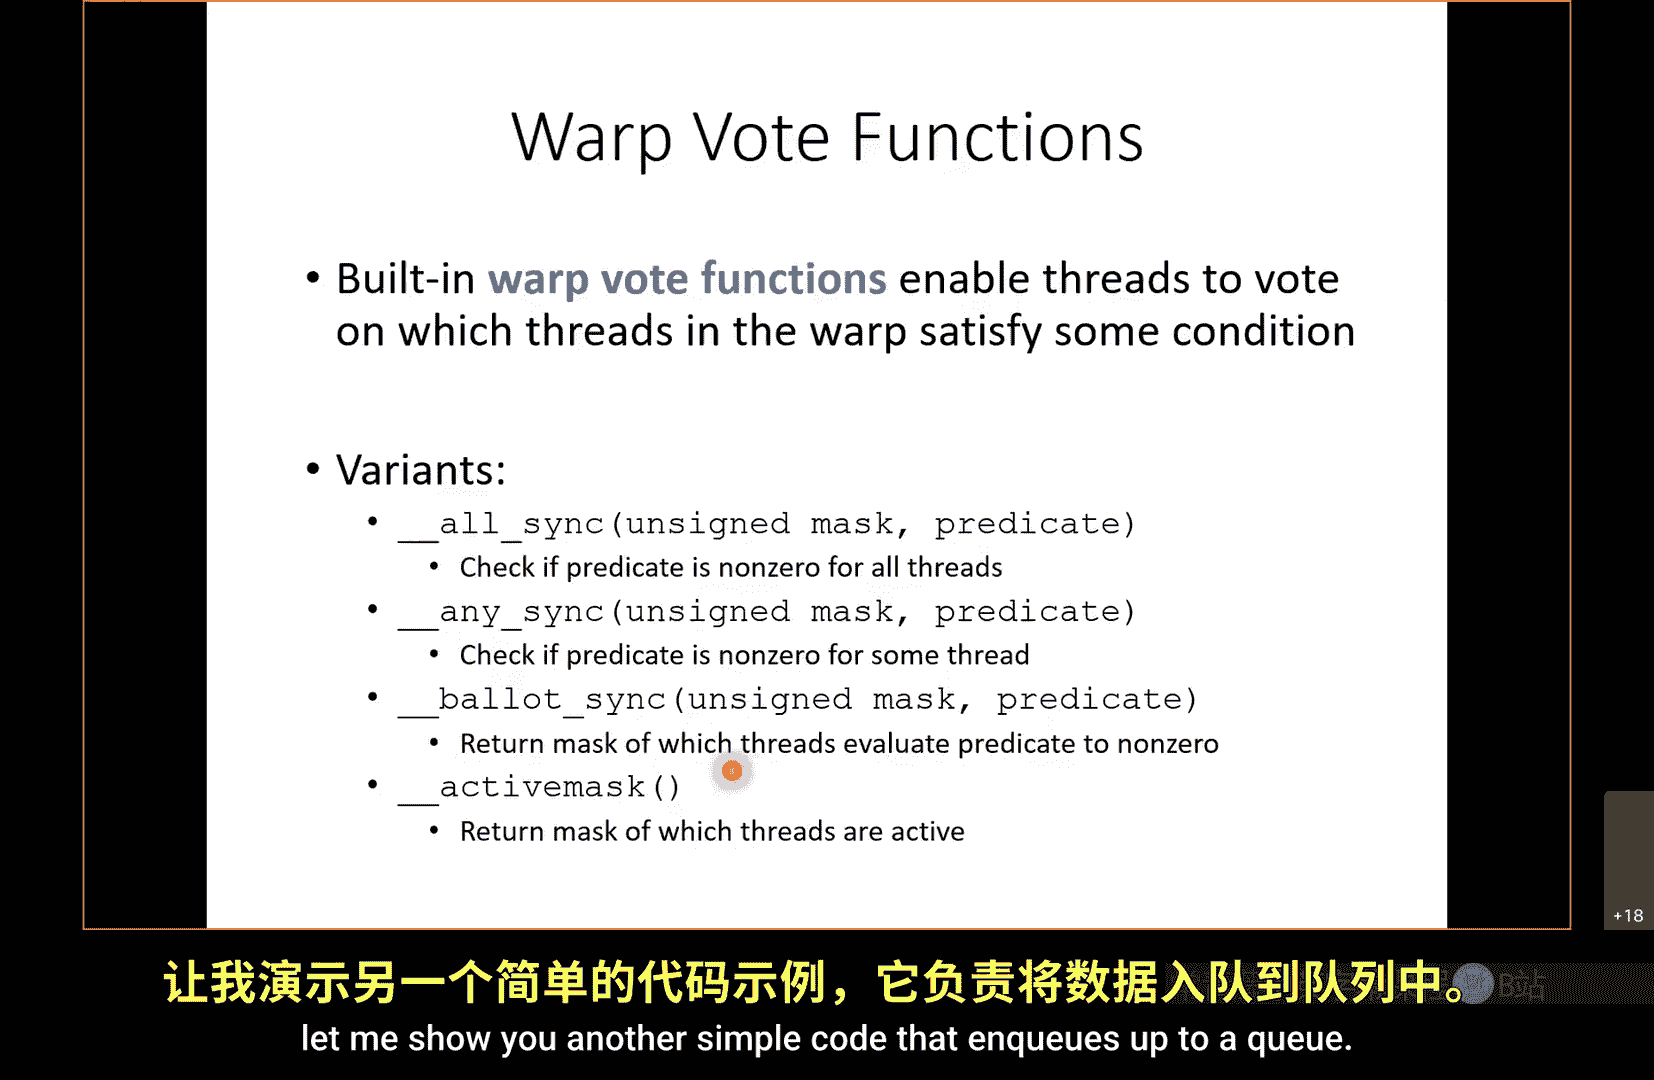 Warp Vote Functions
• Built-in warp vote functions enable threads to vote
on which threads in the warp satisfy some condition
• Variants:
• __all_sync(unsigned mask, predicate)
• Check if predicate is nonzero for all threads
• __any_sync(unsigned mask, predicate)
• Check if predicate is nonzero for some thread
• __ballot_sync(unsigned mask, predicate)
• Return mask of which threads evaluate predicate to nonzero
• __activemask()
• Return mask of which threads are active
+18
让我演示另一个简单的代码示例，它负责将数据入队到队列中。
B站
let me show you another simple code that enqueues up to a queue.